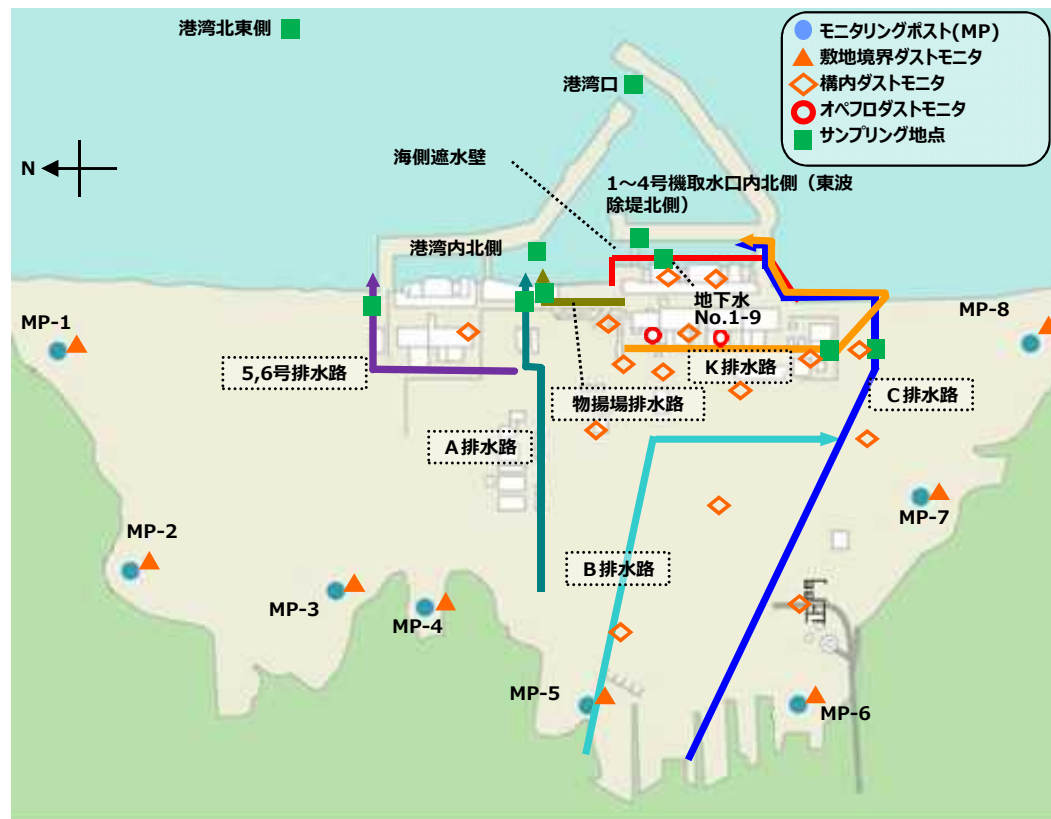 港湾北東側
モニタリングポスト(MP)
敷地境界ダストモニタ
構内ダストモニタ
オペフロダストモニタ
サンプリング地点
港湾口
N
海側遮水壁
1～4号機取水口内北側（東波
除堤北側）
港湾内北側
地下水
No.1-9
MP-8
MP-1
5,6号排水路
K排水路
物揚場排水路
C排水路
A排水路
MP-7
MP-2
B排水路
MP-3
MP-4
MP-5
MP-6